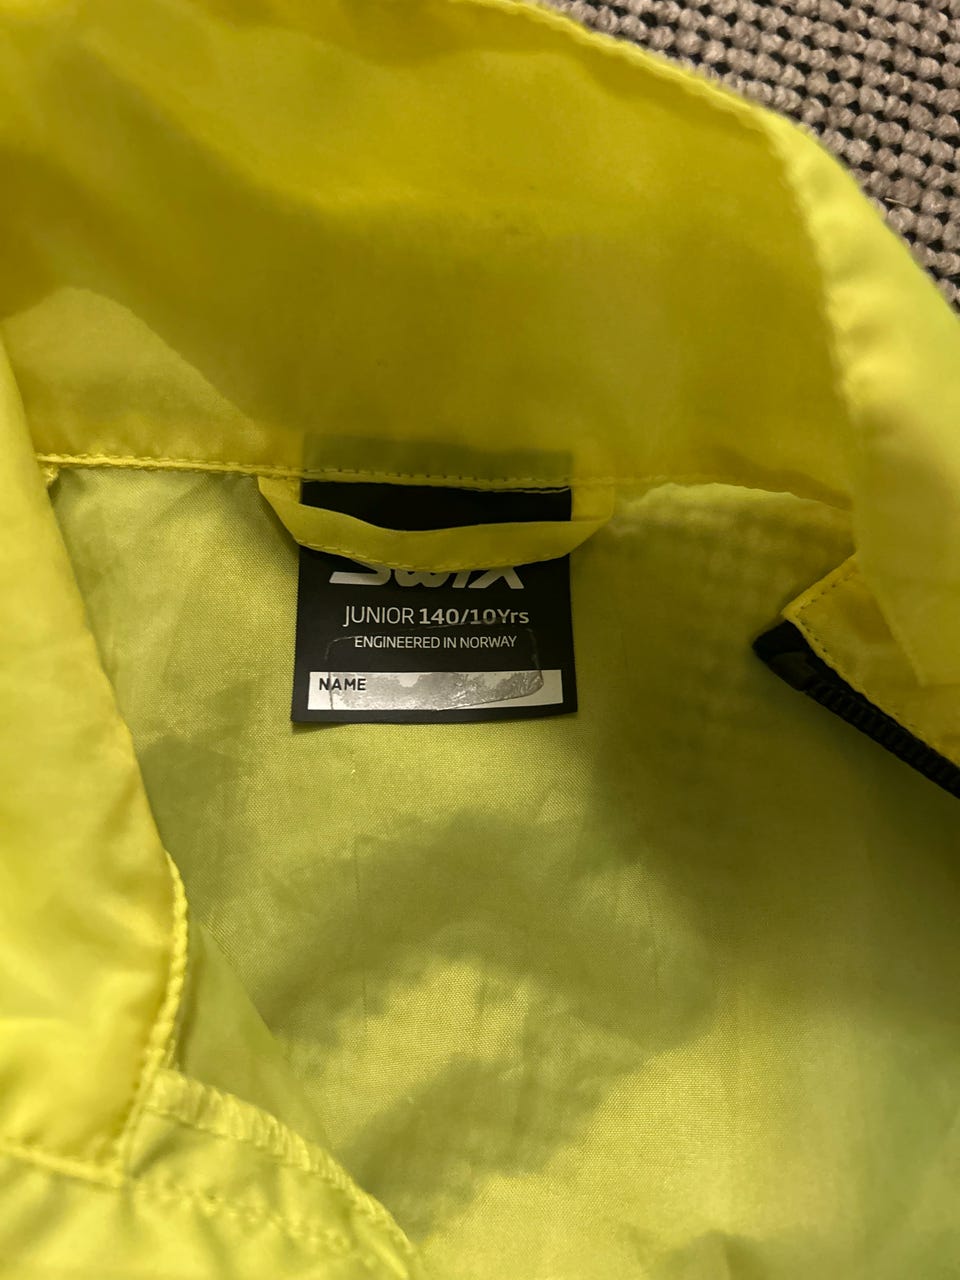 Swix
JUNIOR 140/10Yrs
ENGINEERED IN NORWAY
NAME